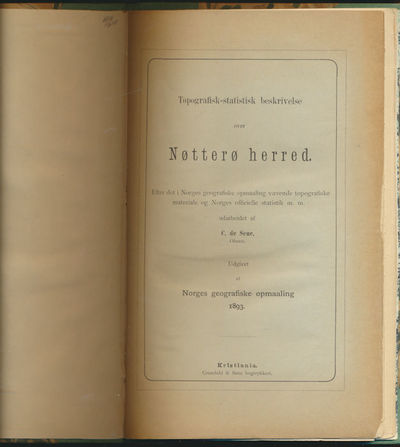 Topografisk-statistisk beskrivelse
over
Nøtterø herred.
Efter det i Norges geografiske opmaaling værende topografiske
materiale og Norges officielle statistik m. m.
udarbeidet af
C. de Seue,
Oberst.
Udgivet
af
Norges geografiske opmaaling
1893.
Kristiania.
Grøndahl & Søns bogtrykkeri.